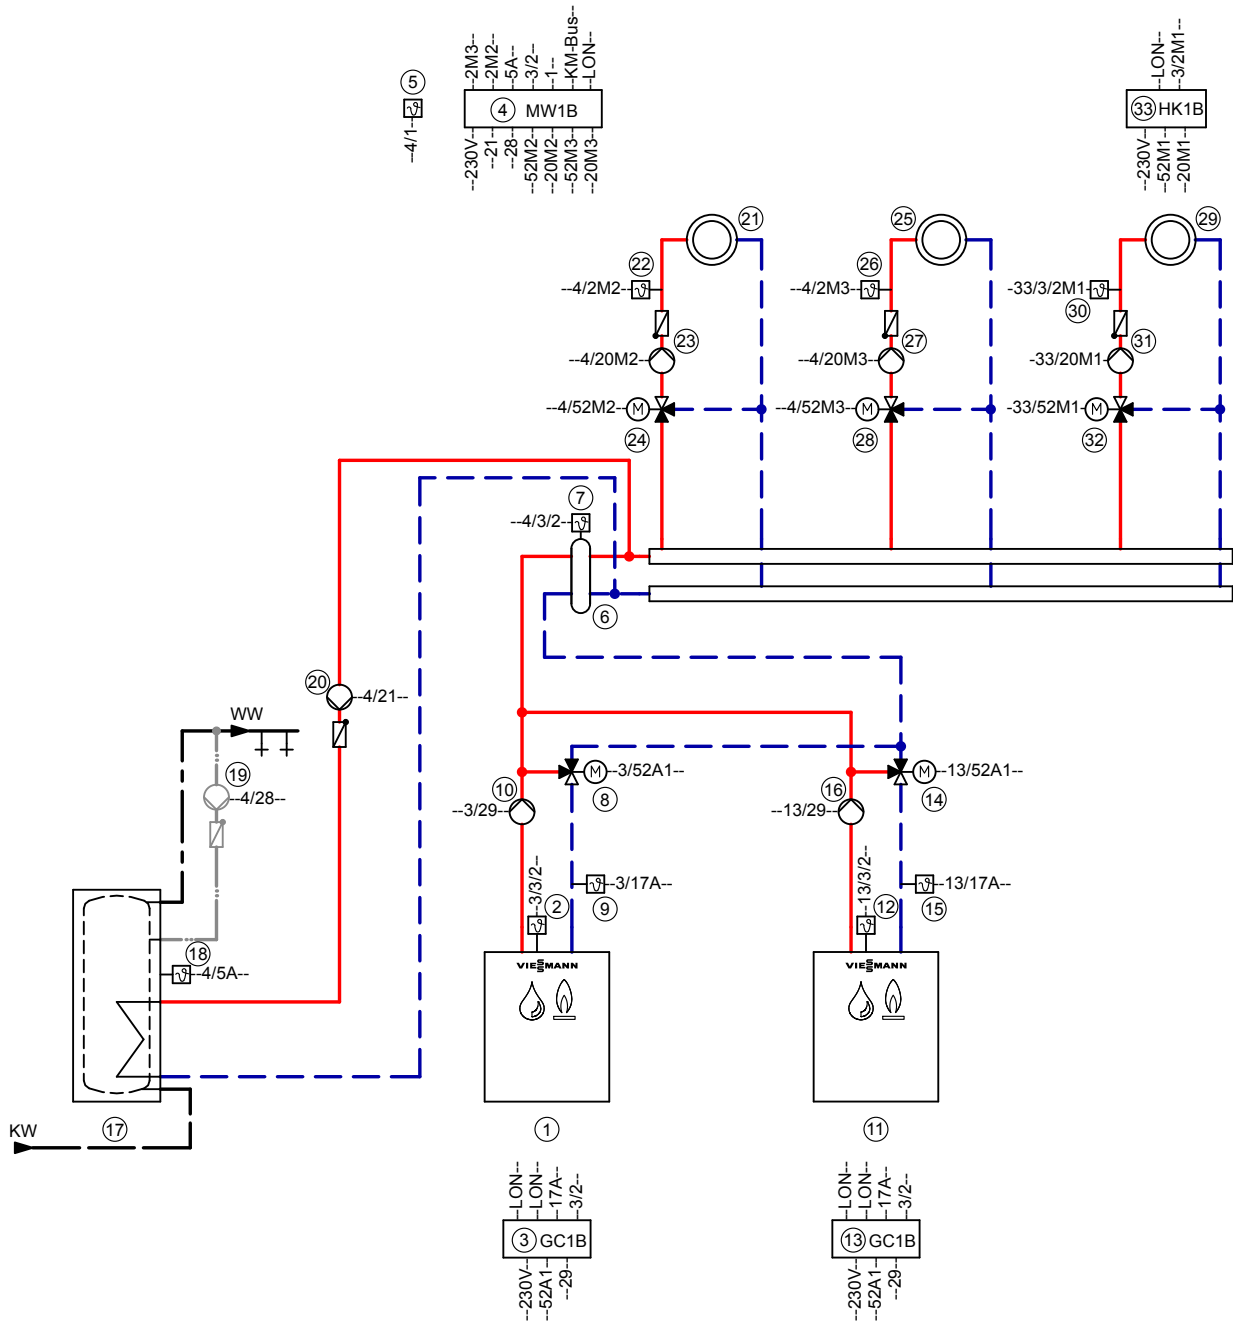 --2M3--
--2M2--
--5A--
--3/2--
--1--
--KM-Bus--
--LON--
5
--4/1--
4 MW1B
--230V--
--21--
--28--
--52M2--
--20M2--
--52M3--
--20M3--
--LON--
--3/2M1--
33 HK1B
--230V--
--52M1--
--20M1--
21
25
29
22
--4/2M2--
26
--4/2M3--
-33/3/2M1-
30
23
--4/20M2--
27
--4/20M3--
31
-33/20M1-
--4/52M2-- M
24
--4/52M3-- M
28
-33/52M1- M
32
7
--4/3/2--
6
20
--4/21--
WW
19
--4/28--
10
--3/29--
M --3/52A1--
8
16
--13/29--
M --13/52A1--
14
--3/3/2--
2
--3/17A--
9
--13/3/2--
12
--13/17A--
15
18
--4/5A--
VIESMANN
VIESMANN
KW
17
1
11
--LON--
--LON--
--17A--
--3/2--
3 GC1B
--230V--
--52A1--
--29--
--LON--
--LON--
--17A--
--3/2--
13 GC1B
--230V--
--52A1--
--29--